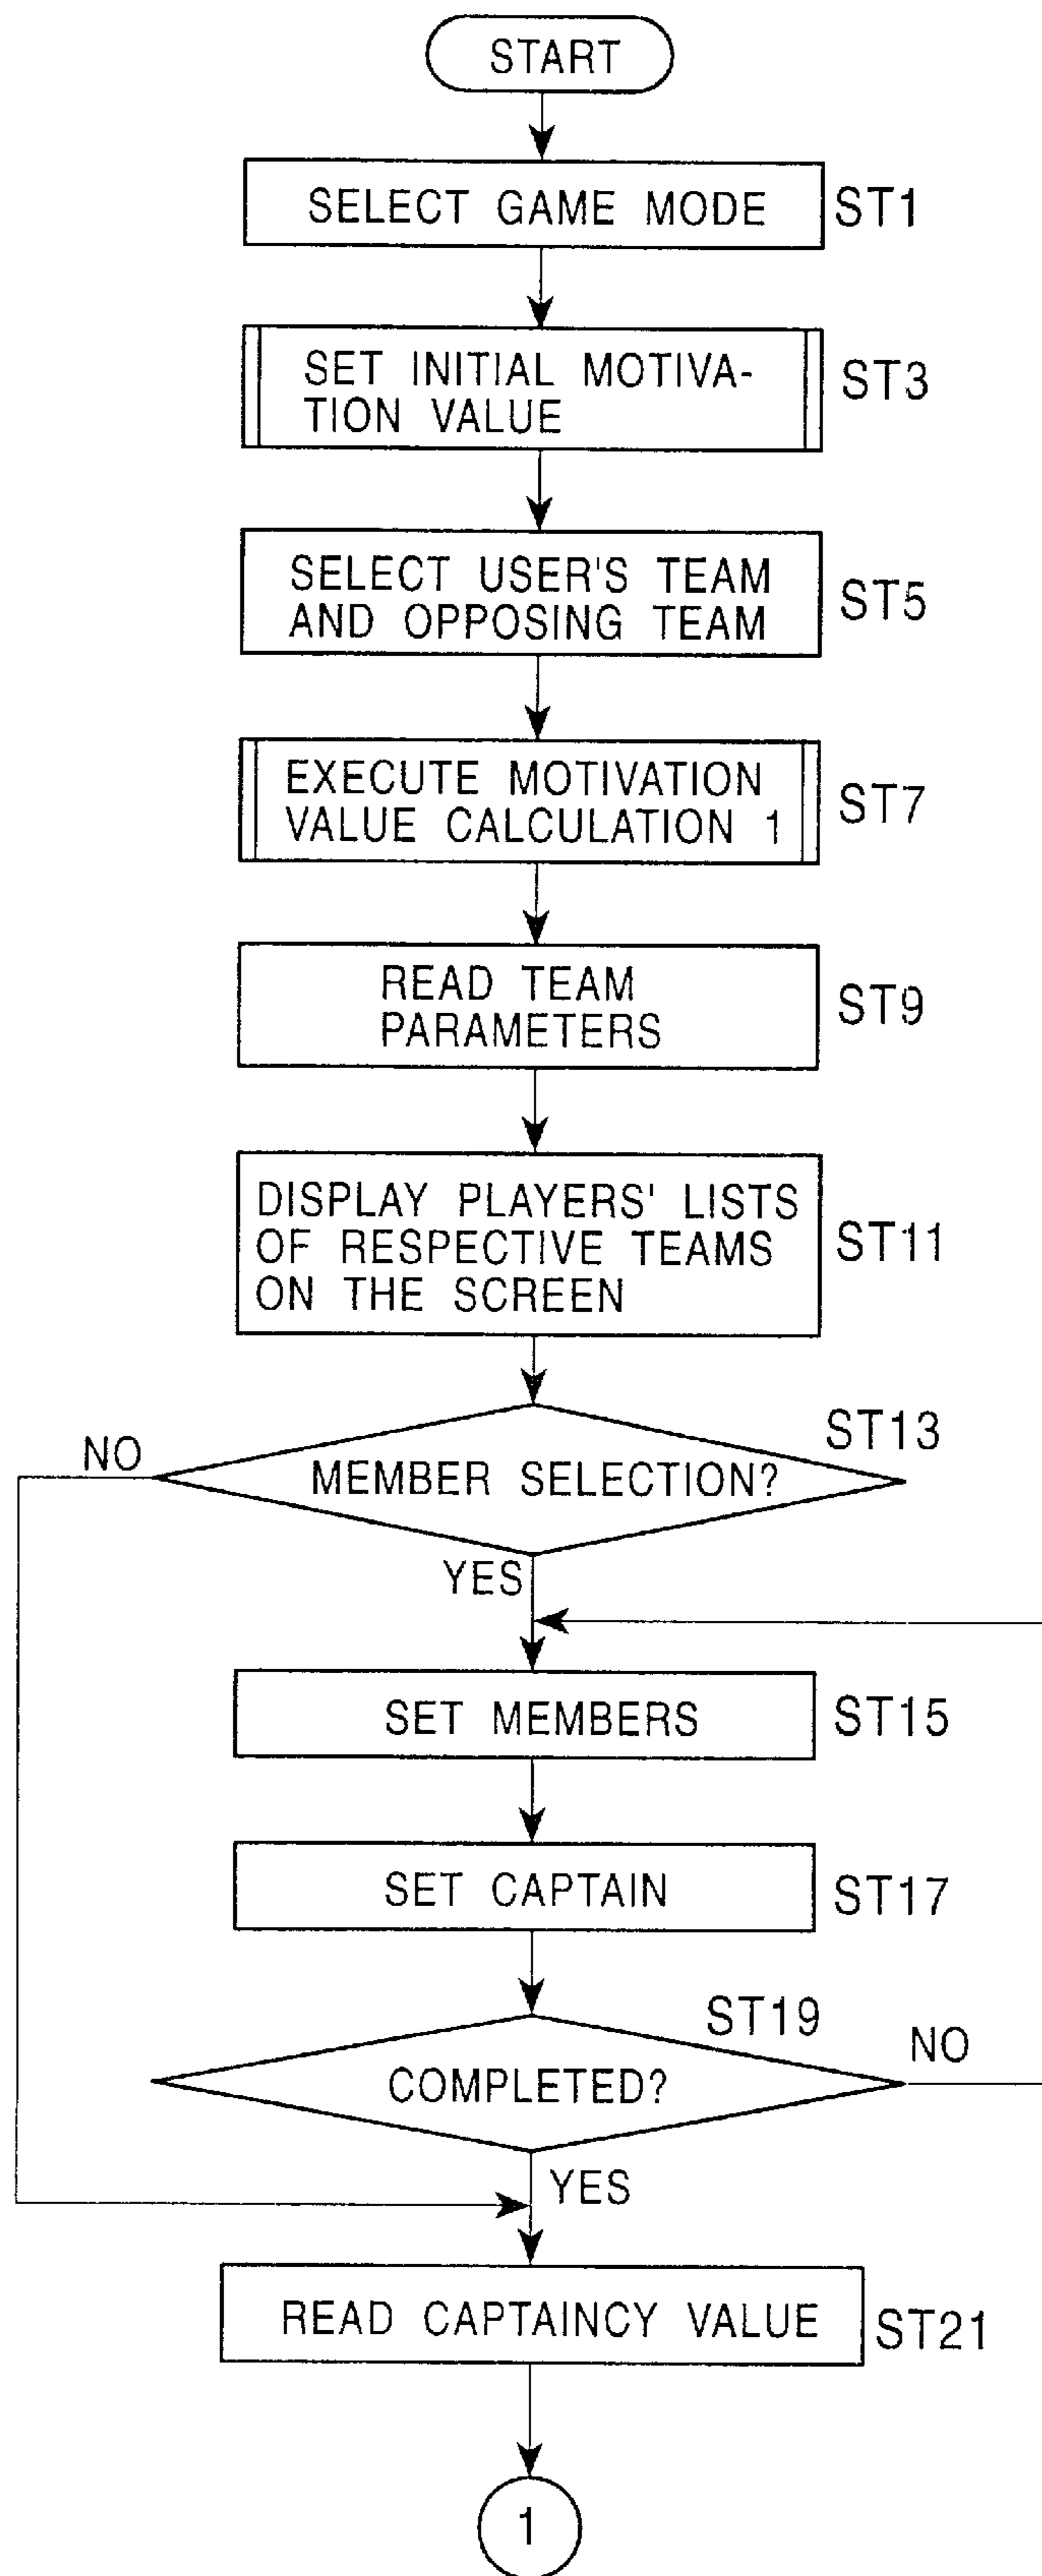 START
SELECT GAME MODE
ST1
SET INITIAL MOTIVA-
TION VALUE
ST3
SELECT USER'S TEAM
AND OPPOSING TEAM
ST5
EXECUTE MOTIVATION
VALUE CALCULATION 1
ST7
READ TEAM
PARAMETERS
ST9
DISPLAY PLAYERS' LISTS
OF RESPECTIVE TEAMS
ON THE SCREEN
ST11
ST13
NO
MEMBER SELECTION?
YES
SET MEMBERS
ST15
SET CAPTAIN
ST17
ST19
NO
COMPLETED?
YES
READ CAPTAINCY VALUE
ST21
1